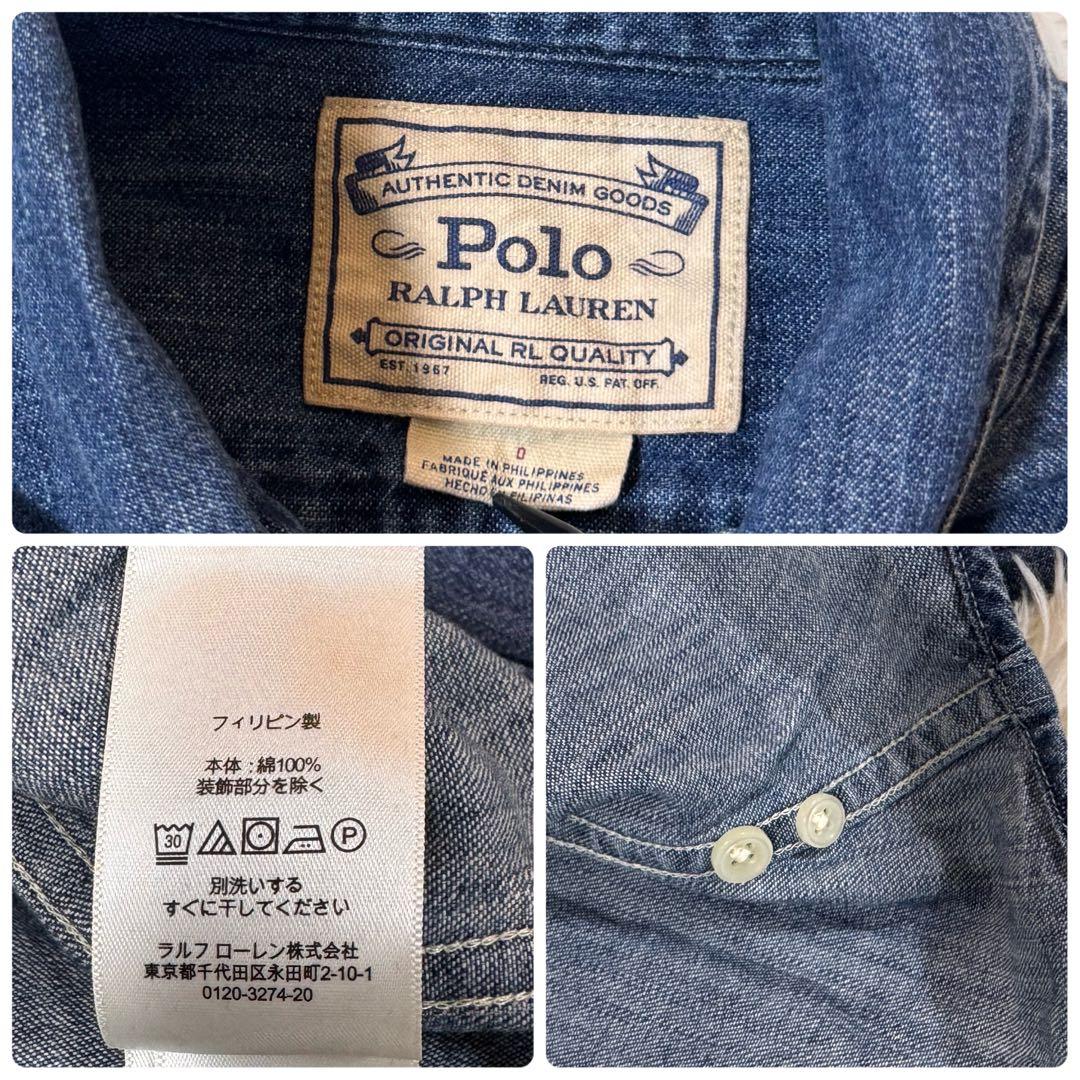 AUTHENTIC DENIM GOODS
Polo
RALPH LAUREN
ORIGINAL RL QUALITY
EST. 1967
REG. U.S. PAT. OFF.
0
MADE IN PHILIPPINES
FABRIQUÉ AUX PHILIPPINES
HECHO FILIPINAS
フィリピン製
本体:綿100%
装飾部分を除く
30 P
別洗いする
すぐに干してください
ラルフ ローレン株式会社
東京都千代田区永田町2-10-1
0120-3274-20